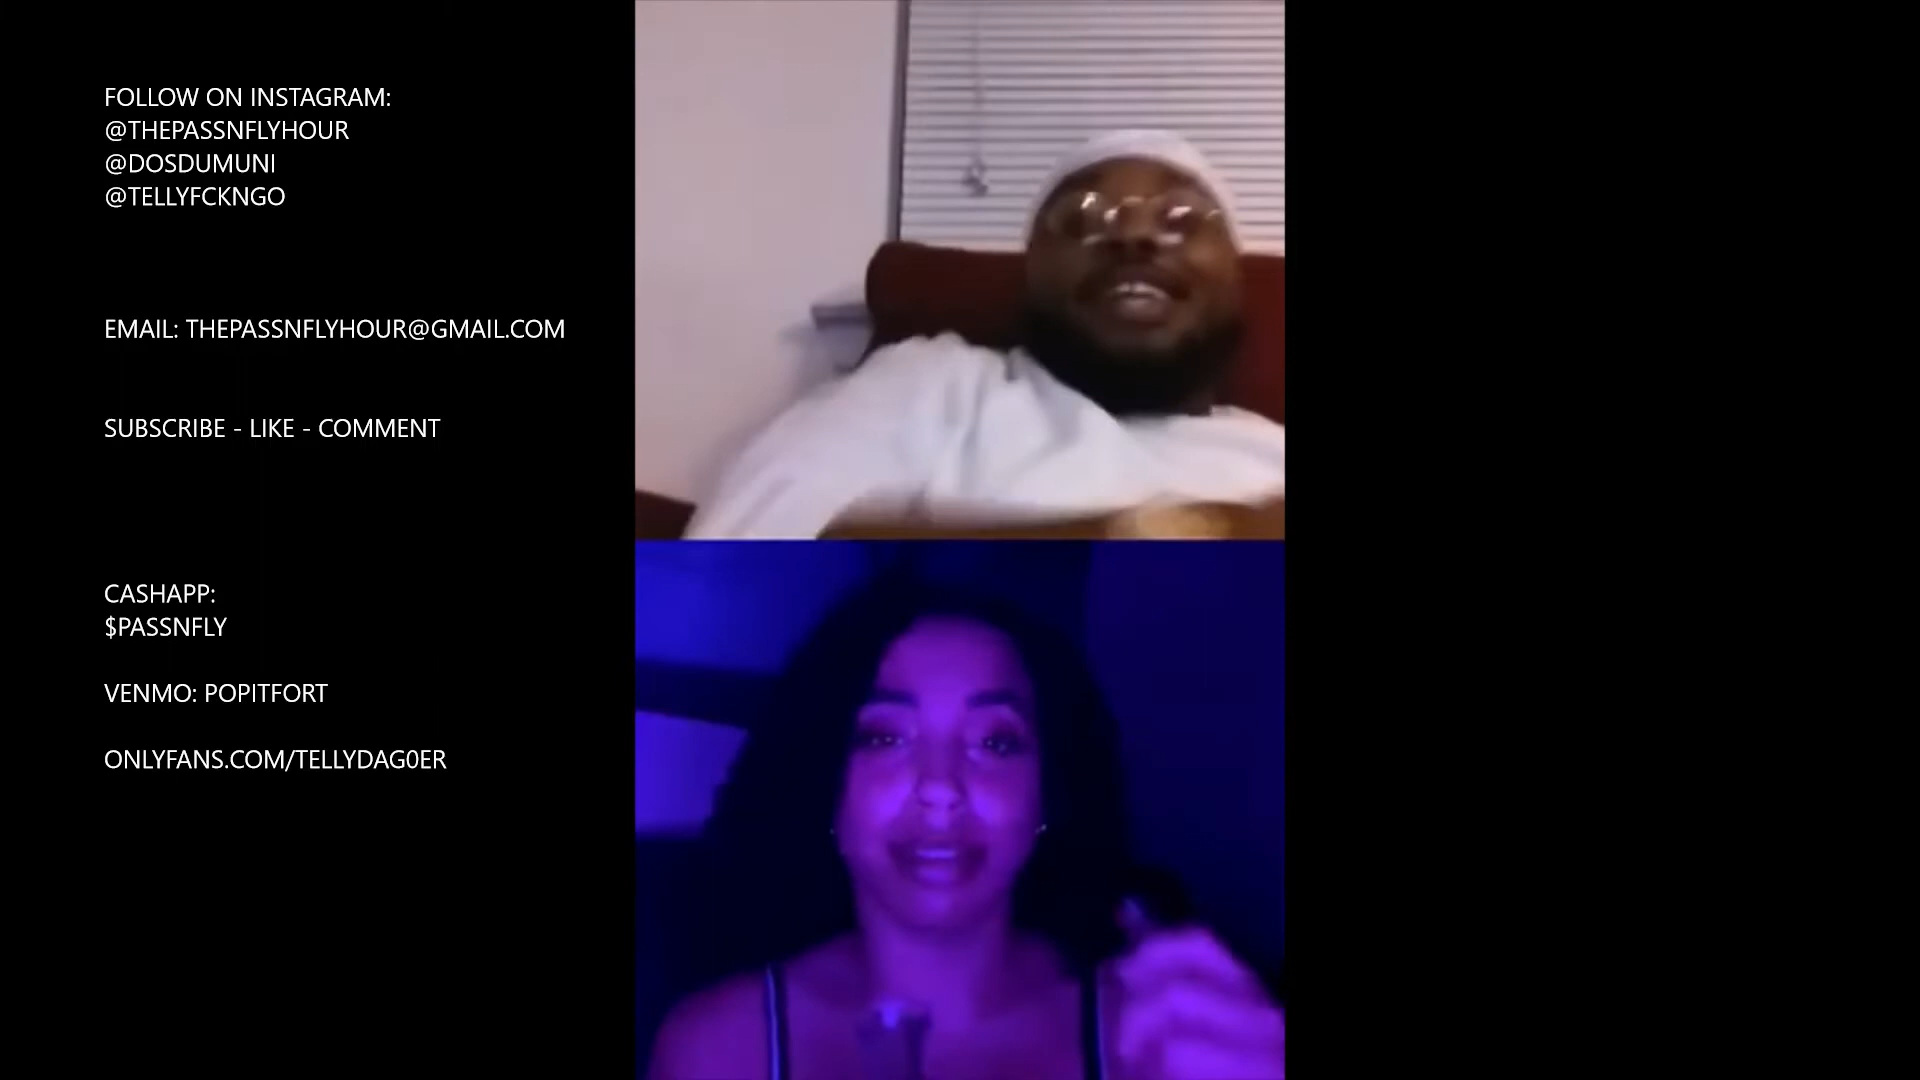 FOLLOW ON INSTAGRAM:
@THEPASSNFLYHOUR
@DOSDUMUNI
@TELLYFCKNGO
EMAIL: THEPASSNFLYHOUR@GMAIL.COM
SUBSCRIBE - LIKE - COMMENT
CASHAPP:
$PASSNFLY
VENMO: POPITFORT
ONLYFANS.COM/TELLYDAG0ER